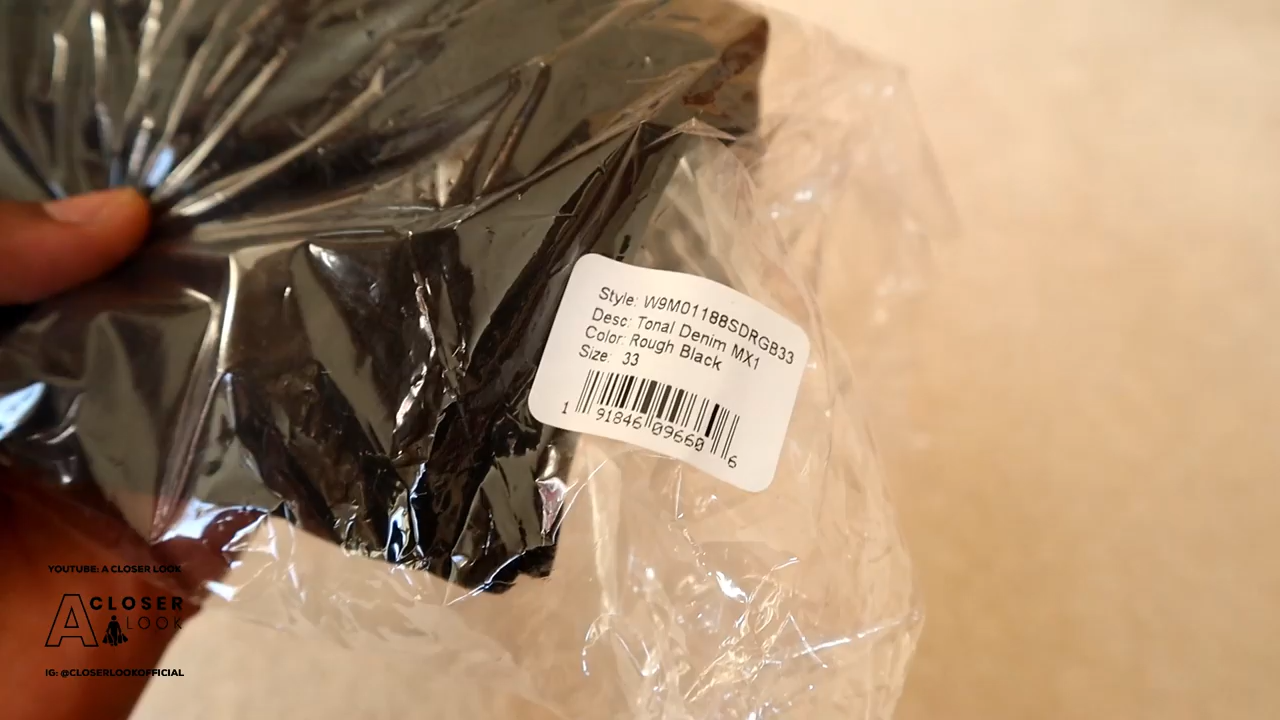 Style: W9M01188SDRGB33
Desc: Tonal Denim MX1
Color: Rough Black
Size: 33
1 91846 09660 6
YOUTUBE: A CLOSER LOOK
A CLOSER
LOOK
IG: @CLOSERLOOKOFFICIAL